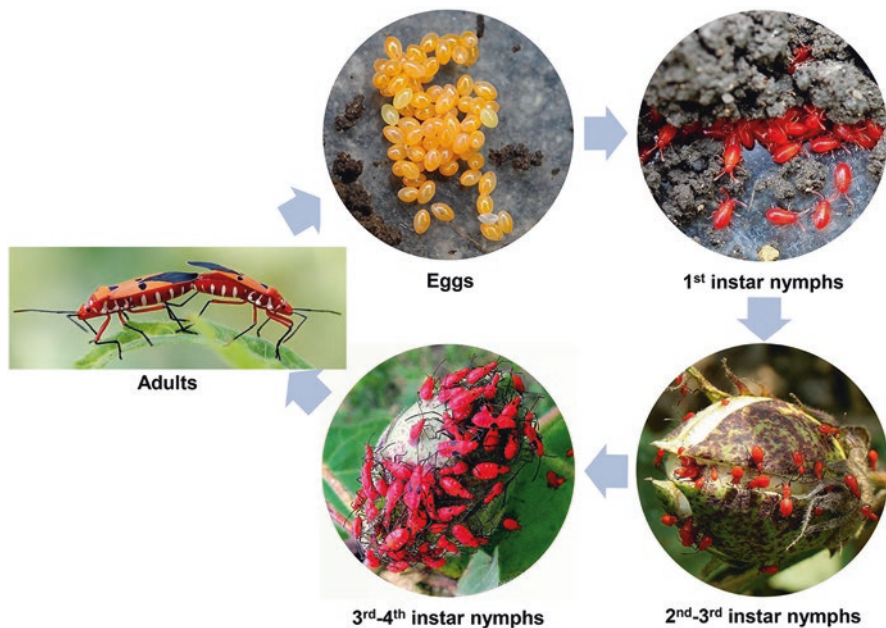 Eggs
1st instar nymphs
Adults
3rd-4th instar nymphs
2nd-3rd instar nymphs